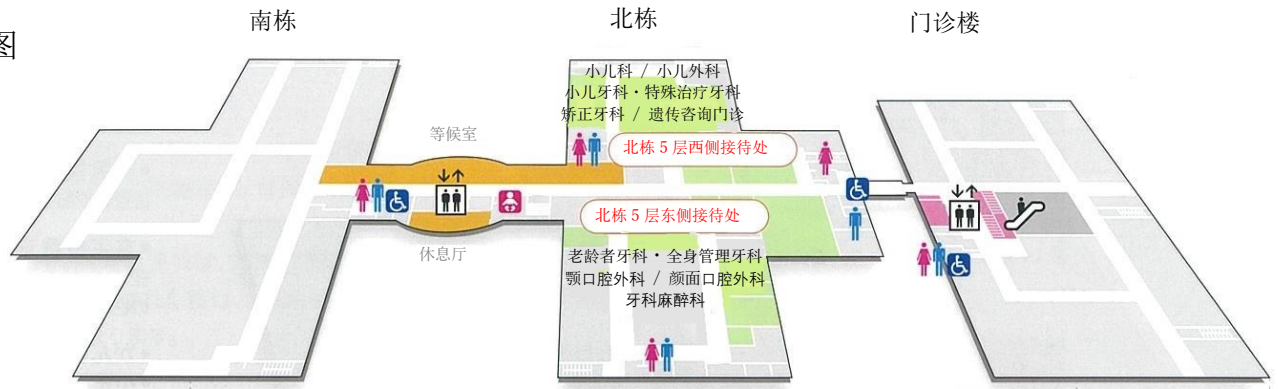 南栋
北栋
门诊楼
图
小儿科 / 小儿外科
小儿牙科・特殊治疗牙科
矫正牙科 / 遗传咨询门诊
等候室
北栋 5 层西侧接待处
北栋 5 层东侧接待处
休息厅
老龄者牙科・全身管理牙科
颚口腔外科 / 颜面口腔外科
牙科麻醉科